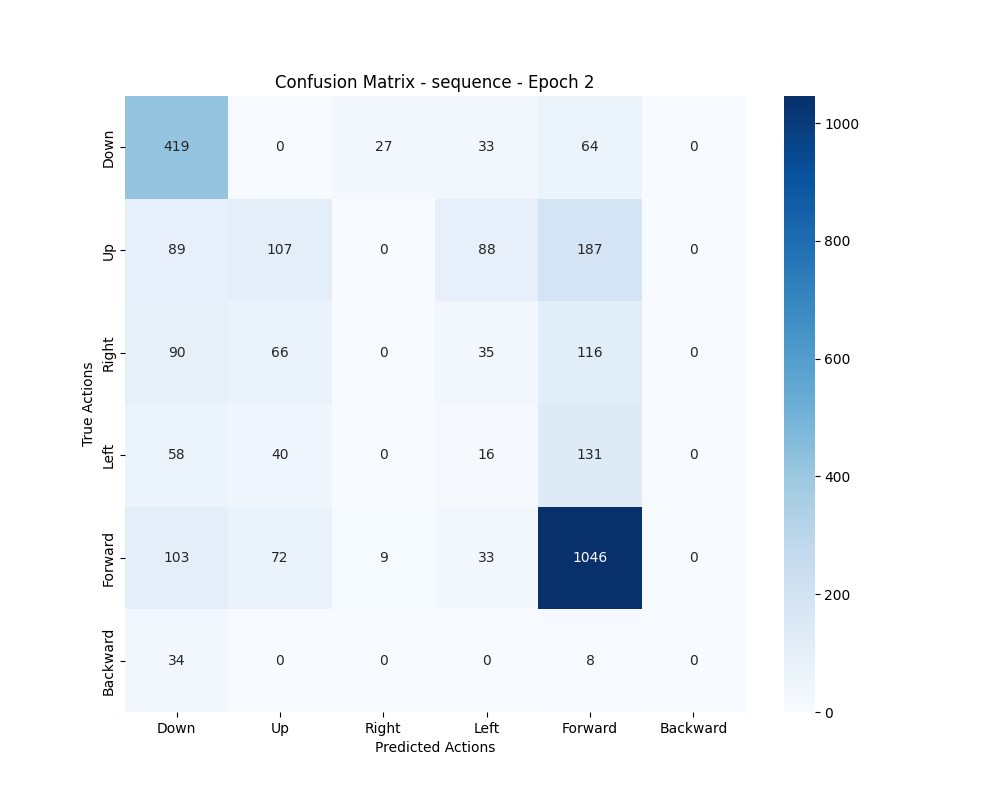 Confusion Matrix - sequence - Epoch 2
True Actions
Down 419 0 27 33 64 0
Up 89 107 0 88 187 0
Right 90 66 0 35 116 0
Left 58 40 0 16 131 0
Forward 103 72 9 33 1046 0
Backward 34 0 0 0 8 0
Down Up Right Left Forward Backward
Predicted Actions
1000
800
600
400
200
0